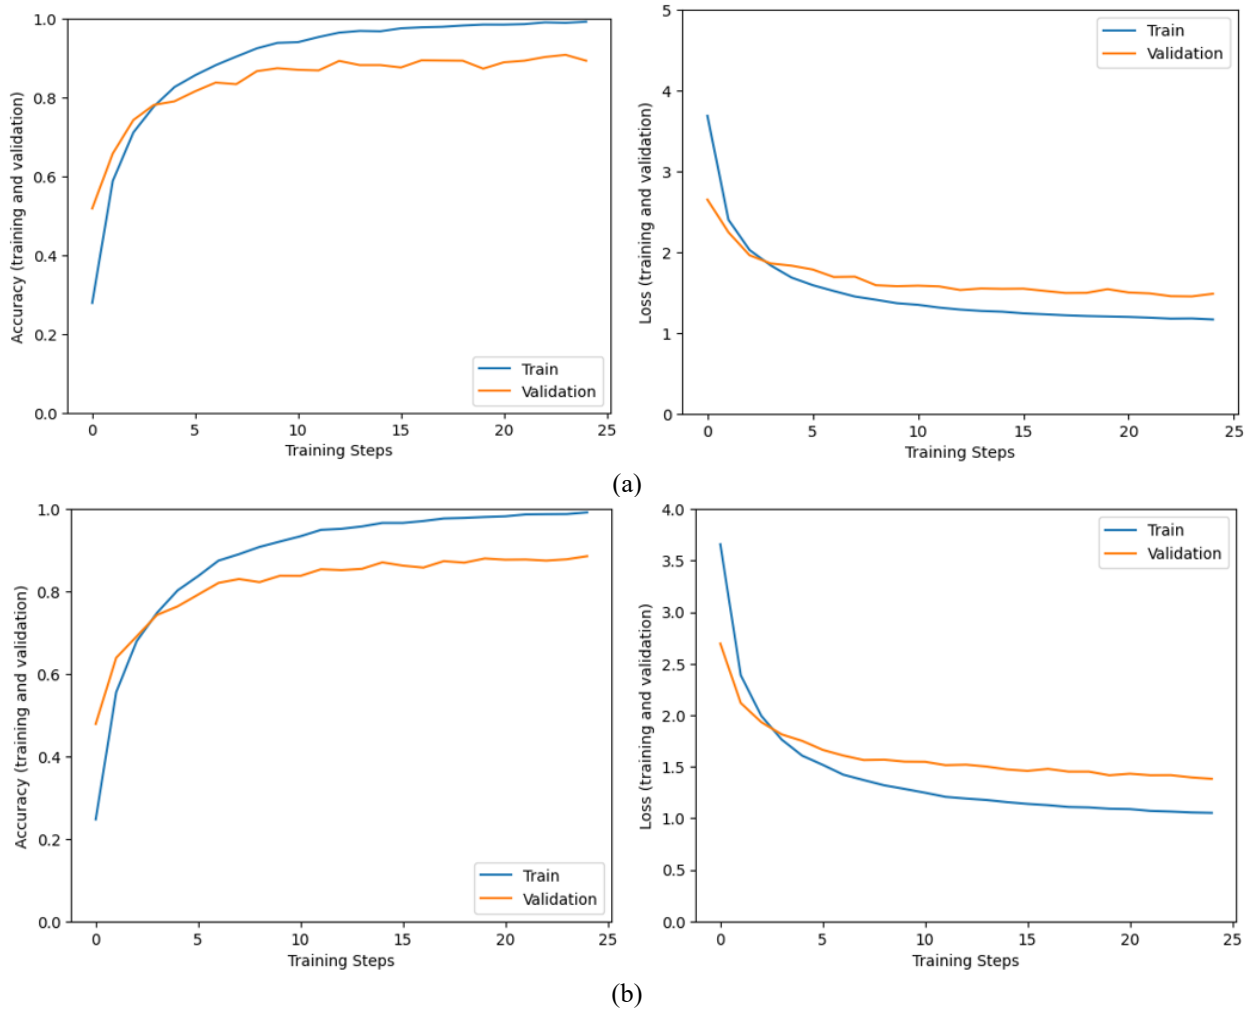 Accuracy (training and validation)
1.0
0.8
0.6
0.4
0.2
0.0
Train
Validation
0 5 10 15 20 25
Training Steps
Loss (training and validation)
5
4
3
2
1
0
Train
Validation
0 5 10 15 20 25
Training Steps
(a)
Accuracy (training and validation)
1.0
0.8
0.6
0.4
0.2
0.0
Train
Validation
0 5 10 15 20 25
Training Steps
Loss (training and validation)
4.0
3.5
3.0
2.5
2.0
1.5
1.0
0.5
0.0
Train
Validation
0 5 10 15 20 25
Training Steps
(b)